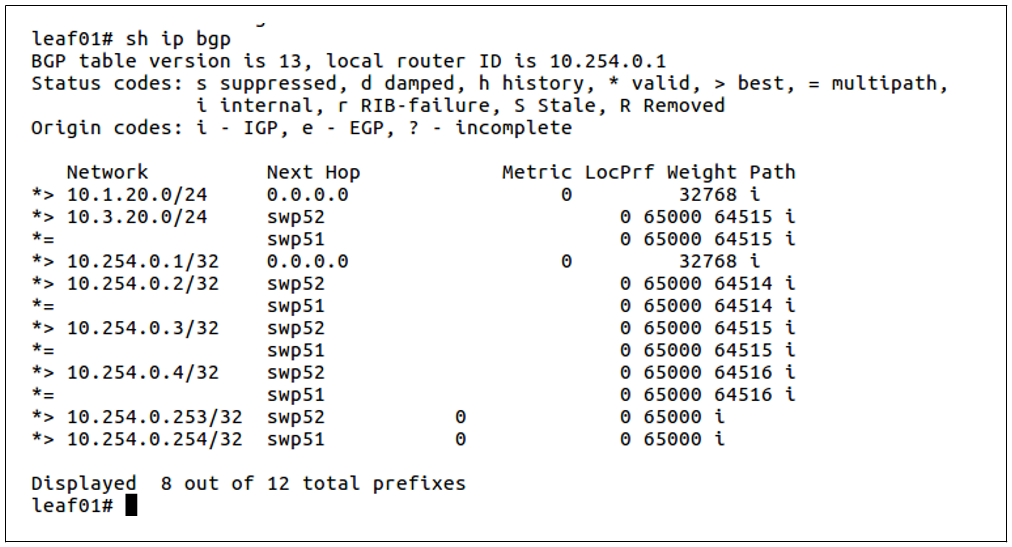 leaf01# sh ip bgp
BGP table version is 13, local router ID is 10.254.0.1
Status codes: s suppressed, d damped, h history, * valid, > best, = multipath,
              i internal, r RIB-failure, S Stale, R Removed
Origin codes: i - IGP, e - EGP, ? - incomplete

   Network          Next Hop            Metric LocPrf Weight Path
*> 10.1.20.0/24     0.0.0.0                  0         32768 i
*> 10.3.20.0/24     swp52                         0 65000 64515 i
*=                  swp51                         0 65000 64515 i
*> 10.254.0.1/32    0.0.0.0                  0         32768 i
*> 10.254.0.2/32    swp52                         0 65000 64514 i
*=                  swp51                         0 65000 64514 i
*> 10.254.0.3/32    swp52                         0 65000 64515 i
*=                  swp51                         0 65000 64515 i
*> 10.254.0.4/32    swp52                         0 65000 64516 i
*=                  swp51                         0 65000 64516 i
*> 10.254.0.253/32  swp52           0             0 65000 i
*> 10.254.0.254/32  swp51           0             0 65000 i

Displayed  8 out of 12 total prefixes
leaf01#